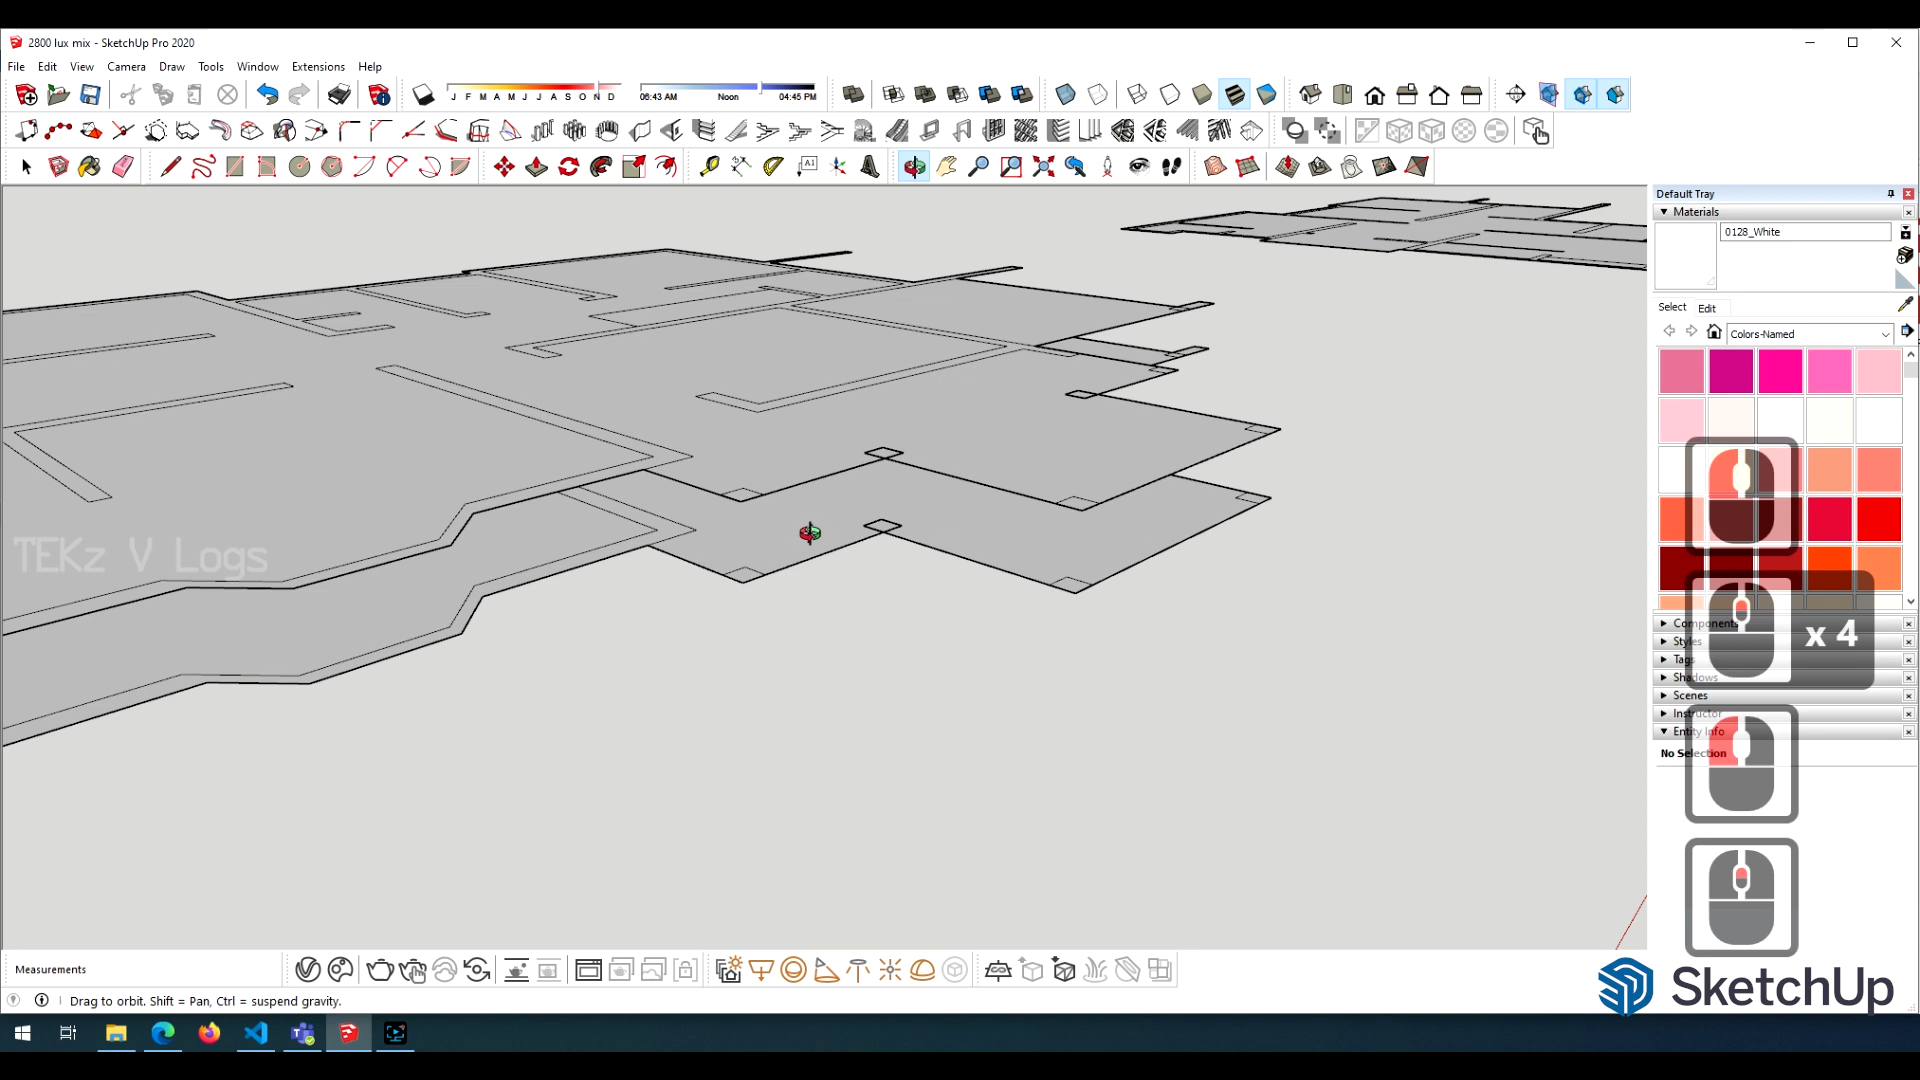 2800 lux mix - SketchUp Pro 2020
File Edit View Camera Draw Tools Window Extensions Help
J F M A M J J A S O N D
06:43 AM Noon 04:45 PM
A1
Default Tray
Materials
0128_White
Select Edit
Colors-Named
TEKz V Logs
Components
Styles
x 4
Tags
Shadows
Scenes
Instructor
Entity Info
No Selection
Measurements
SketchUp
Drag to orbit. Shift = Pan, Ctrl = suspend gravity.